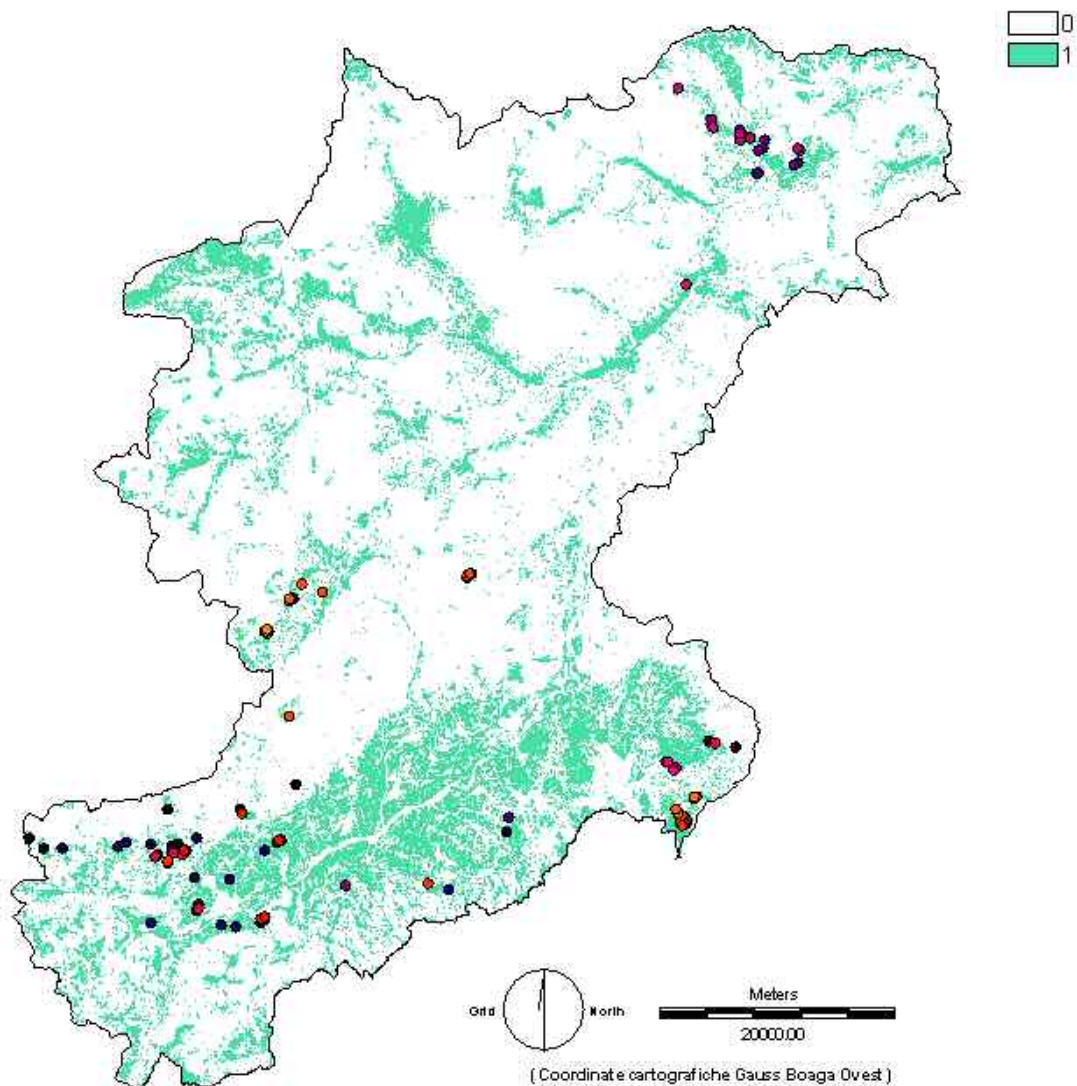 0
1
Grid North
Meters
20000.00
( Coordinate cartografiche Gauss Boaga Ovest )